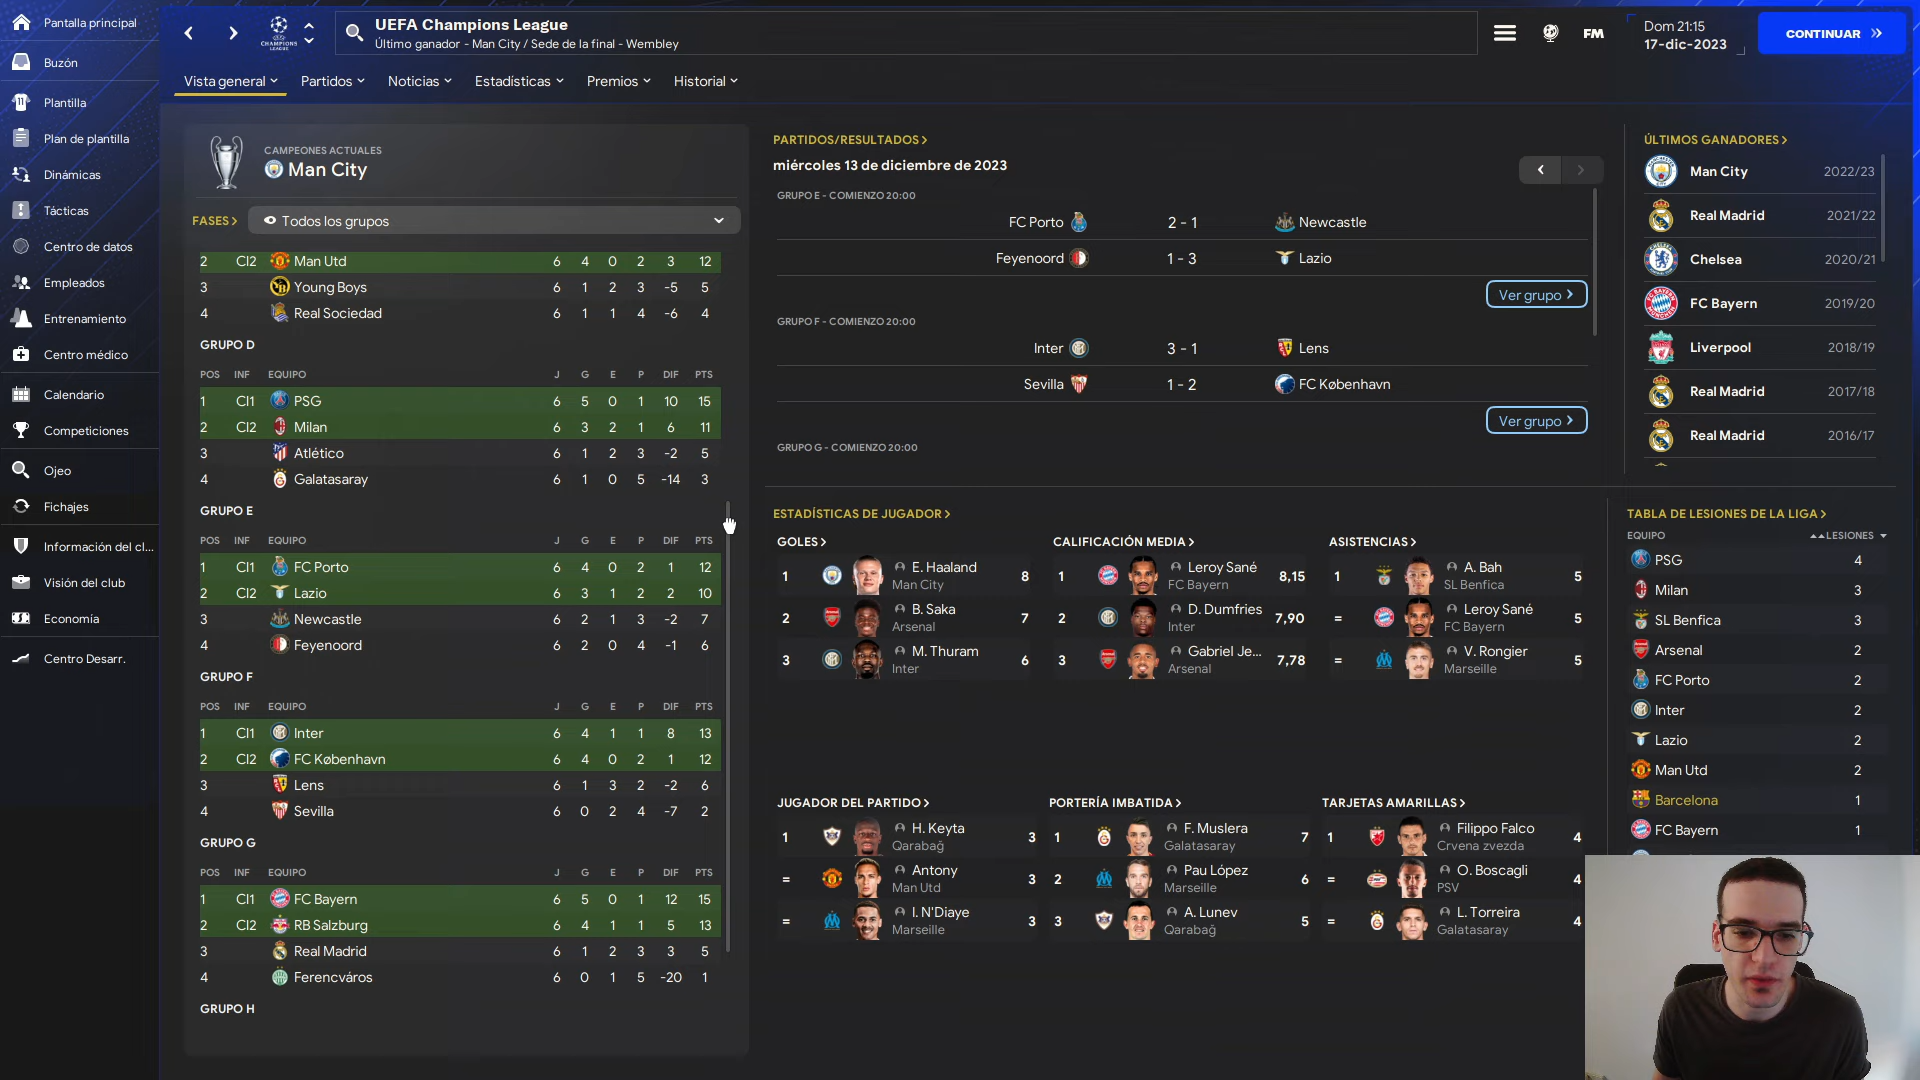 Pantalla principal
Buzón
Plantilla
Plan de plantilla
Dinámicas
Tácticas
Centro de datos
Empleados
Entrenamiento
Centro médico
Calendario
Competiciones
Ojeo
Fichajes
Información del cl...
Visión del club
Economía
Centro Desarr.
UEFA Champions League
Último ganador - Man City / Sede de la final - Wembley
FM
Dom 21:15
17-dic-2023
CONTINUAR
Vista general
Partidos
Noticias
Estadísticas
Premios
Historial
CAMPEONES ACTUALES
Man City
FASES
Todos los grupos
2 CI2 Man Utd 6 4 0 2 3 12
3 Young Boys 6 1 2 3 -5 5
4 Real Sociedad 6 1 1 4 -6 4
GRUPO D
POS INF EQUIPO J G E P DIF PTS
1 CI1 PSG 6 5 0 1 10 15
2 CI2 Milan 6 3 2 1 6 11
3 Atlético 6 1 2 3 -2 5
4 Galatasaray 6 1 0 5 -14 3
GRUPO E
POS INF EQUIPO J G E P DIF PTS
1 CI1 FC Porto 6 4 0 2 1 12
2 CI2 Lazio 6 3 1 2 2 10
3 Newcastle 6 2 1 3 -2 7
4 Feyenoord 6 2 0 4 -1 6
GRUPO F
POS INF EQUIPO J G E P DIF PTS
1 CI1 Inter 6 4 1 1 8 13
2 CI2 FC København 6 4 0 2 1 12
3 Lens 6 1 3 2 -2 6
4 Sevilla 6 0 2 4 -7 2
GRUPO G
POS INF EQUIPO J G E P DIF PTS
1 CI1 FC Bayern 6 5 0 1 12 15
2 CI2 RB Salzburg 6 4 1 1 5 13
3 Real Madrid 6 1 2 3 3 5
4 Ferencváros 6 0 1 5 -20 1
GRUPO H
PARTIDOS/RESULTADOS
miércoles 13 de diciembre de 2023
GRUPO E - COMIENZO 20:00
FC Porto 2 - 1 Newcastle
Feyenoord 1 - 3 Lazio
Ver grupo
GRUPO F - COMIENZO 20:00
Inter 3 - 1 Lens
Sevilla 1 - 2 FC København
Ver grupo
GRUPO G - COMIENZO 20:00
ÚLTIMOS GANADORES
Man City 2022/23
Real Madrid 2021/22
Chelsea 2020/21
FC Bayern 2019/20
Liverpool 2018/19
Real Madrid 2017/18
Real Madrid 2016/17
ESTADÍSTICAS DE JUGADOR
GOLES
1 E. Haaland 8
Man City
2 B. Saka 7
Arsenal
3 M. Thuram 6
Inter
CALIFICACIÓN MEDIA
1 Leroy Sané 8,15
FC Bayern
2 D. Dumfries 7,90
Inter
3 Gabriel Je... 7,78
Arsenal
ASISTENCIAS
1 A. Bah 5
SL Benfica
= Leroy Sané 5
FC Bayern
= V. Rongier 5
Marseille
JUGADOR DEL PARTIDO
1 H. Keyta 3
Qarabağ
= Antony 3
Man Utd
= I. N'Diaye 3
Marseille
PORTERÍA IMBATIDA
1 F. Muslera 7
Galatasaray
2 Pau López 6
Marseille
3 A. Lunev 5
Qarabağ
TARJETAS AMARILLAS
1 Filippo Falco 4
Crvena zvezda
= O. Boscagli 4
PSV
= L. Torreira 4
Galatasaray
TABLA DE LESIONES DE LA LIGA
EQUIPO LESIONES
PSG 4
Milan 3
SL Benfica 3
Arsenal 2
FC Porto 2
Inter 2
Lazio 2
Man Utd 2
Barcelona 1
FC Bayern 1